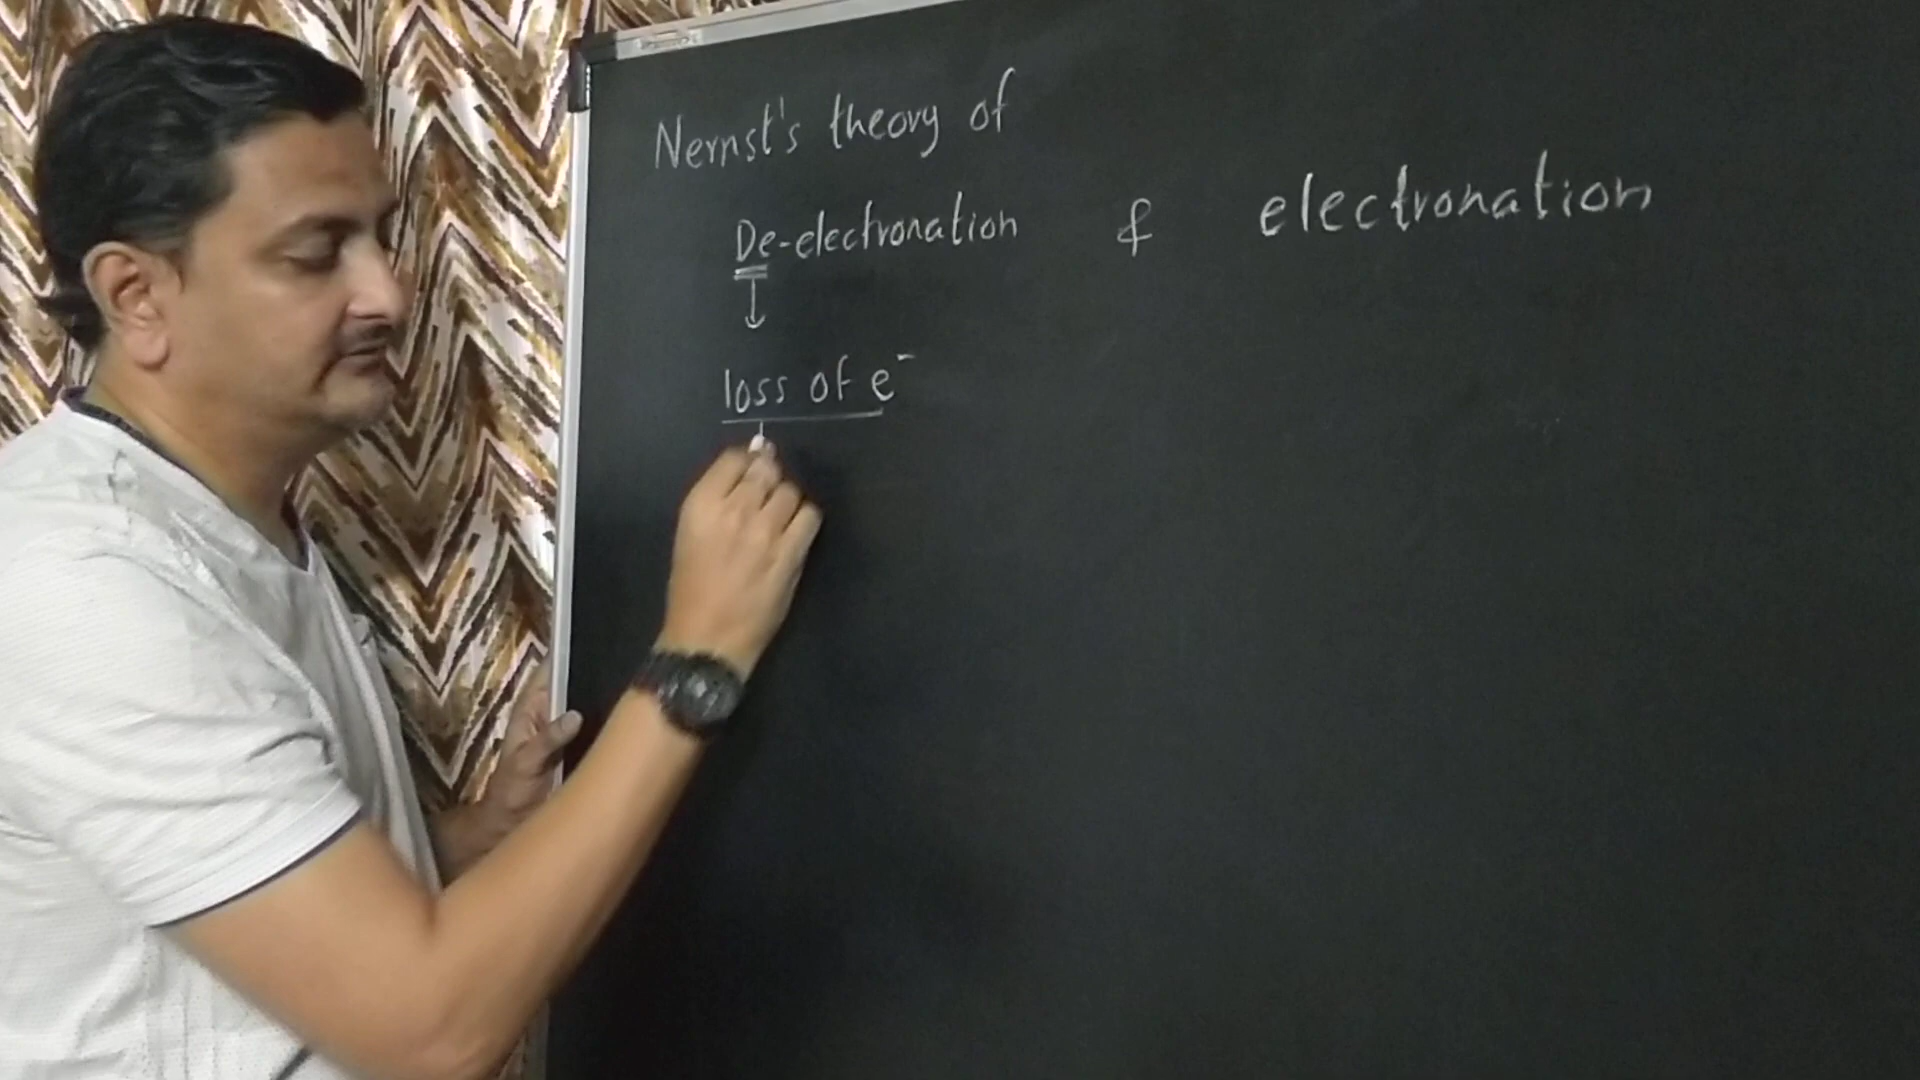 Nernst's theory of
De-electronation & electronation
loss of e⁻